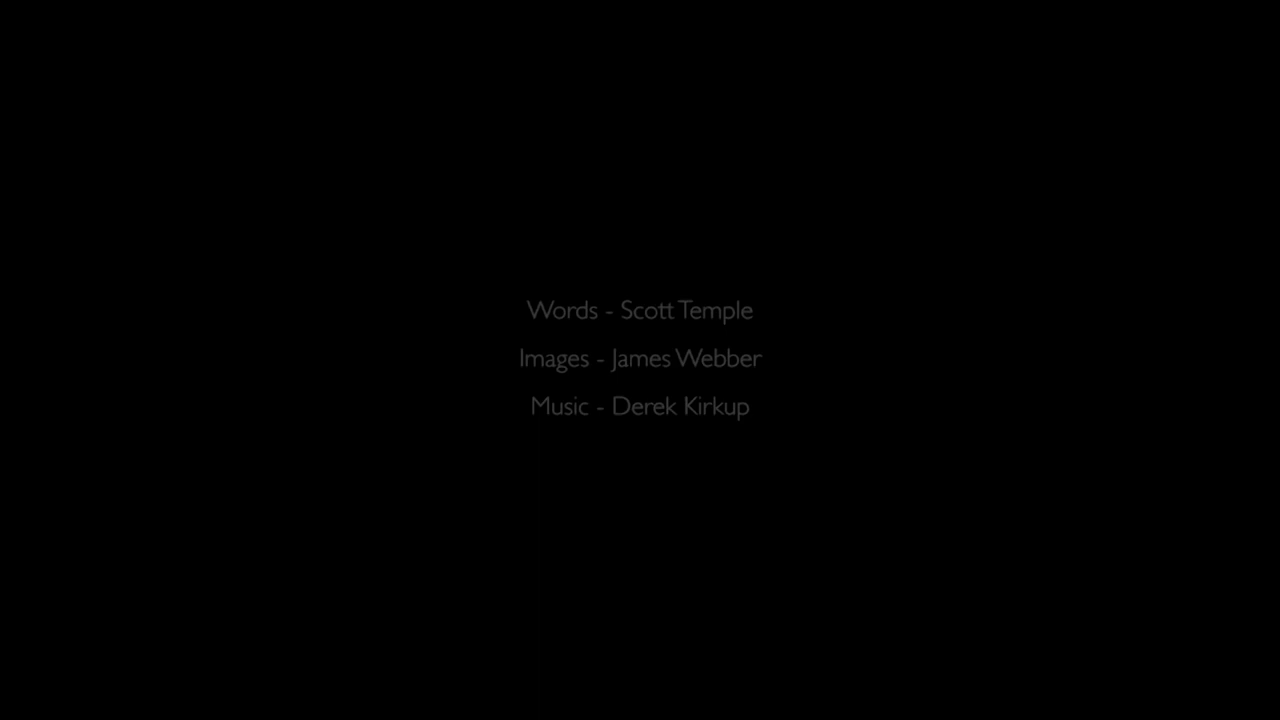 Words - Scott Temple
Images - James Webber
Music - Derek Kirkup